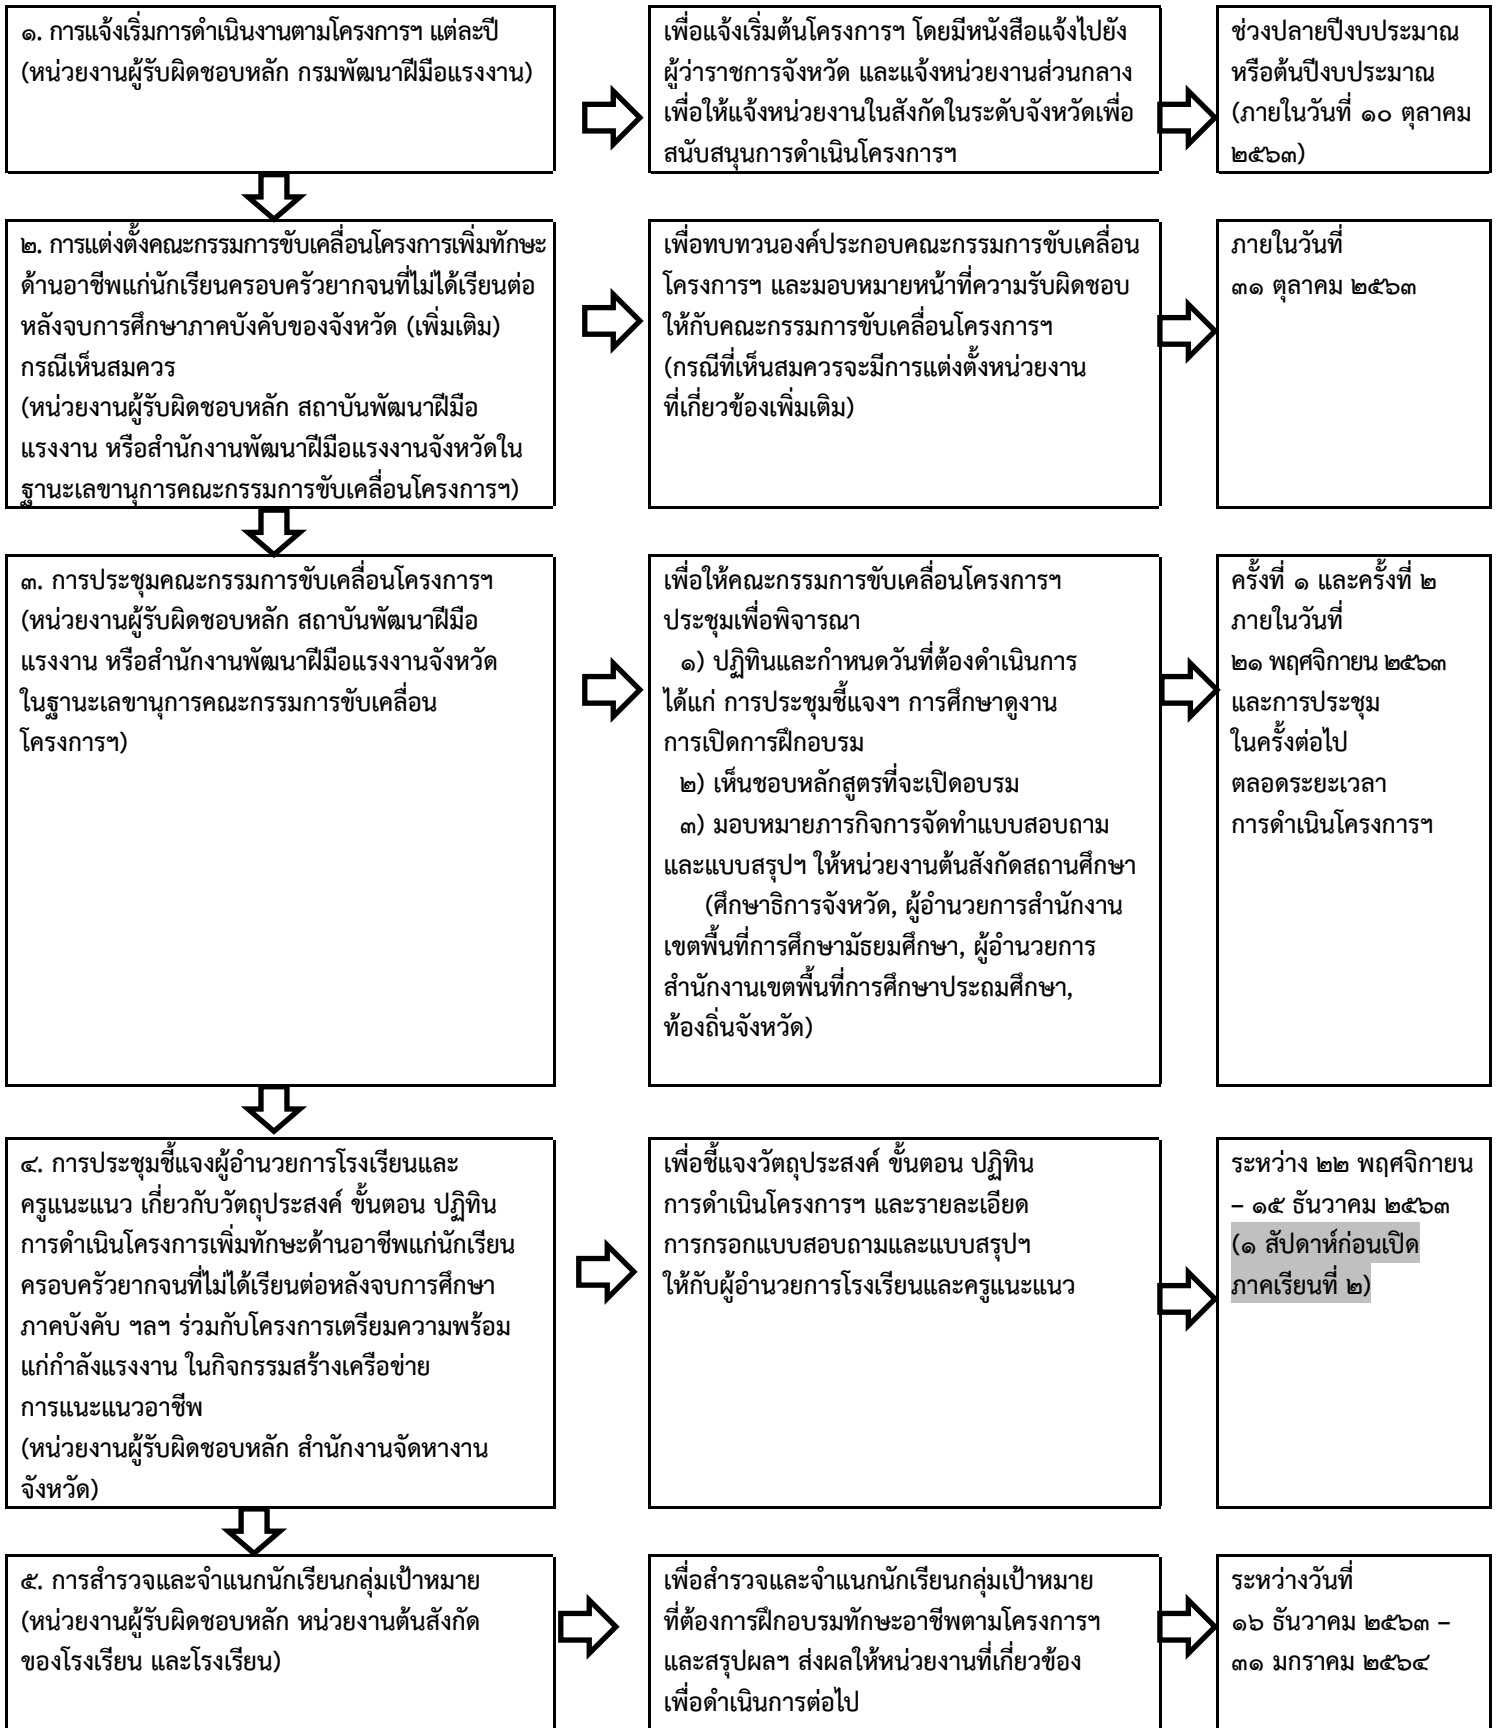 ๑. การแจ้งเริ่มการดำเนินงานตามโครงการฯ แต่ละปี
(หน่วยงานผู้รับผิดชอบหลัก กรมพัฒนาฝีมือแรงงาน)
เพื่อแจ้งเริ่มต้นโครงการฯ โดยมีหนังสือแจ้งไปยัง
ผู้ว่าราชการจังหวัด และแจ้งหน่วยงานส่วนกลาง
เพื่อให้แจ้งหน่วยงานในสังกัดในระดับจังหวัดเพื่อ
สนับสนุนการดำเนินโครงการฯ
ช่วงปลายปีงบประมาณ
หรือต้นปีงบประมาณ
(ภายในวันที่ ๑๐ ตุลาคม
๒๕๖๓)
๒. การแต่งตั้งคณะกรรมการขับเคลื่อนโครงการเพิ่มทักษะ
ด้านอาชีพแก่นักเรียนครอบครัวยากจนที่ไม่ได้เรียนต่อ
หลังจบการศึกษาภาคบังคับของจังหวัด (เพิ่มเติม)
กรณีเห็นสมควร
(หน่วยงานผู้รับผิดชอบหลัก สถาบันพัฒนาฝีมือ
แรงงาน หรือสำนักงานพัฒนาฝีมือแรงงานจังหวัดใน
ฐานะเลขานุการคณะกรรมการขับเคลื่อนโครงการฯ)
เพื่อทบทวนองค์ประกอบคณะกรรมการขับเคลื่อน
โครงการฯ และมอบหมายหน้าที่ความรับผิดชอบ
ให้กับคณะกรรมการขับเคลื่อนโครงการฯ
(กรณีที่เห็นสมควรจะมีการแต่งตั้งหน่วยงาน
ที่เกี่ยวข้องเพิ่มเติม)
ภายในวันที่
๓๑ ตุลาคม ๒๕๖๓
๓. การประชุมคณะกรรมการขับเคลื่อนโครงการฯ
(หน่วยงานผู้รับผิดชอบหลัก สถาบันพัฒนาฝีมือ
แรงงาน หรือสำนักงานพัฒนาฝีมือแรงงานจังหวัด
ในฐานะเลขานุการคณะกรรมการขับเคลื่อน
โครงการฯ)
เพื่อให้คณะกรรมการขับเคลื่อนโครงการฯ
ประชุมเพื่อพิจารณา
๑) ปฏิทินและกำหนดวันที่ต้องดำเนินการ
ได้แก่ การประชุมชี้แจงฯ การศึกษาดูงาน
การเปิดการฝึกอบรม
๒) เห็นชอบหลักสูตรที่จะเปิดอบรม
๓) มอบหมายภารกิจการจัดทำแบบสอบถาม
และแบบสรุปฯ ให้หน่วยงานต้นสังกัดสถานศึกษา
(ศึกษาธิการจังหวัด, ผู้อำนวยการสำนักงาน
เขตพื้นที่การศึกษามัธยมศึกษา, ผู้อำนวยการ
สำนักงานเขตพื้นที่การศึกษาประถมศึกษา,
ท้องถิ่นจังหวัด)
ครั้งที่ ๑ และครั้งที่ ๒
ภายในวันที่
๒๑ พฤศจิกายน ๒๕๖๓
และการประชุม
ในครั้งต่อไป
ตลอดระยะเวลา
การดำเนินโครงการฯ
๔. การประชุมชี้แจงผู้อำนวยการโรงเรียนและ
ครูแนะแนว เกี่ยวกับวัตถุประสงค์ ขั้นตอน ปฏิทิน
การดำเนินโครงการเพิ่มทักษะด้านอาชีพแก่นักเรียน
ครอบครัวยากจนที่ไม่ได้เรียนต่อหลังจบการศึกษา
ภาคบังคับ ฯลฯ ร่วมกับโครงการเตรียมความพร้อม
แก่กำลังแรงงาน ในกิจกรรมสร้างเครือข่าย
การแนะแนวอาชีพ
(หน่วยงานผู้รับผิดชอบหลัก สำนักงานจัดหางาน
จังหวัด)
เพื่อชี้แจงวัตถุประสงค์ ขั้นตอน ปฏิทิน
การดำเนินโครงการฯ และรายละเอียด
การกรอกแบบสอบถามและแบบสรุปฯ
ให้กับผู้อำนวยการโรงเรียนและครูแนะแนว
ระหว่าง ๒๒ พฤศจิกายน
– ๑๕ ธันวาคม ๒๕๖๓
(๑ สัปดาห์ก่อนเปิด
ภาคเรียนที่ ๒)
๕. การสำรวจและจำแนกนักเรียนกลุ่มเป้าหมาย
(หน่วยงานผู้รับผิดชอบหลัก หน่วยงานต้นสังกัด
ของโรงเรียน และโรงเรียน)
เพื่อสำรวจและจำแนกนักเรียนกลุ่มเป้าหมาย
ที่ต้องการฝึกอบรมทักษะอาชีพตามโครงการฯ
และสรุปผลฯ ส่งผลให้หน่วยงานที่เกี่ยวข้อง
เพื่อดำเนินการต่อไป
ระหว่างวันที่
๑๖ ธันวาคม ๒๕๖๓ –
๓๑ มกราคม ๒๕๖๔